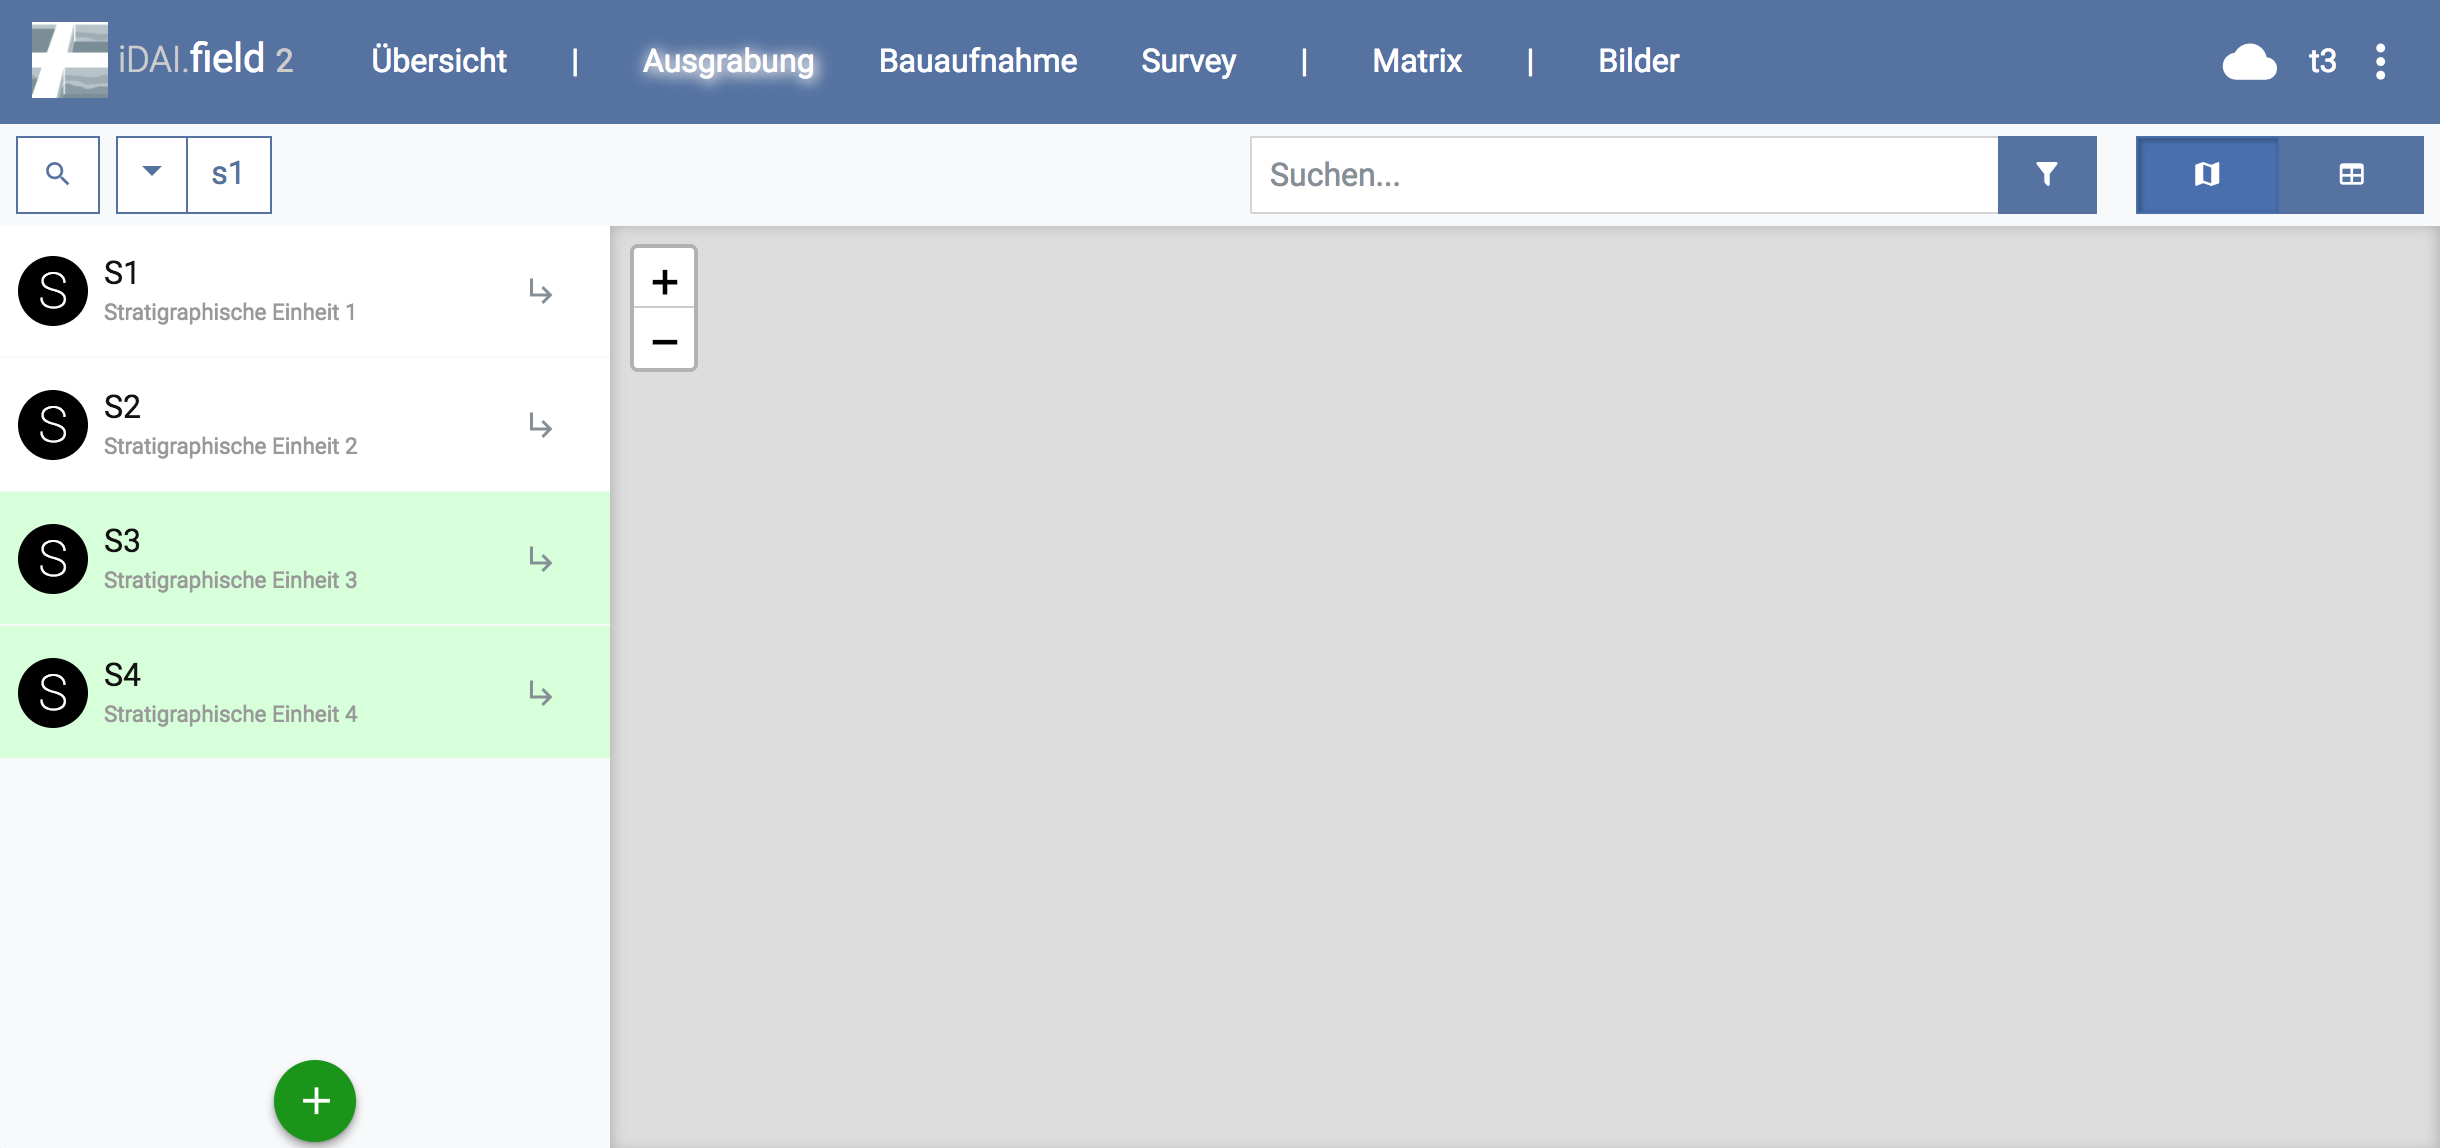 iDAI.field 2 Übersicht | Ausgrabung Bauaufnahme Survey | Matrix | Bilder t3
s1 Suchen...
S S1
Stratigraphische Einheit 1
S S2
Stratigraphische Einheit 2
S S3
Stratigraphische Einheit 3
S S4
Stratigraphische Einheit 4
+
−
+